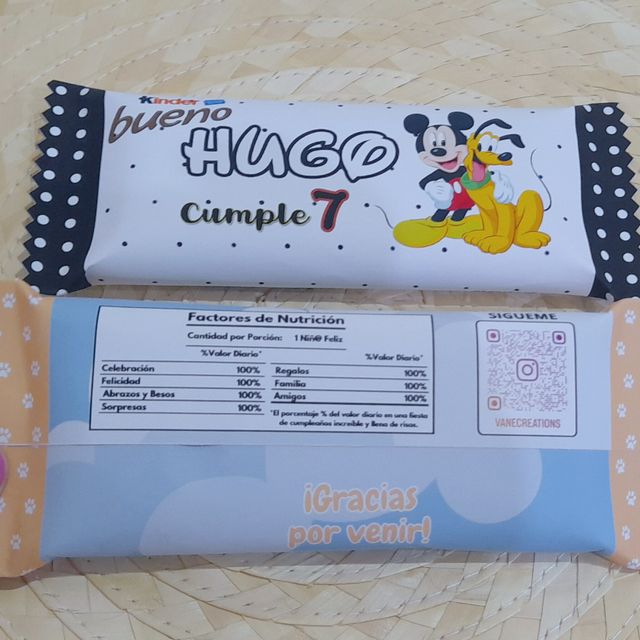 Kinder
bueno
HUGO
Cumple 7
Factores de Nutrición
Cantidad por Porción: 1 Niñ@ Feliz
%Valor Diario*
%Valor Diario*
Celebración 100%
Felicidad 100%
Abrazos y Besos 100%
Sorpresas 100%
Regalos 100%
Familia 100%
Amigos 100%
*El porcentaje % del valor diario en una fiesta
de cumpleaños increible y llena de risas.
SIGUEME
VANECREATIONS
¡Gracias
por venir!